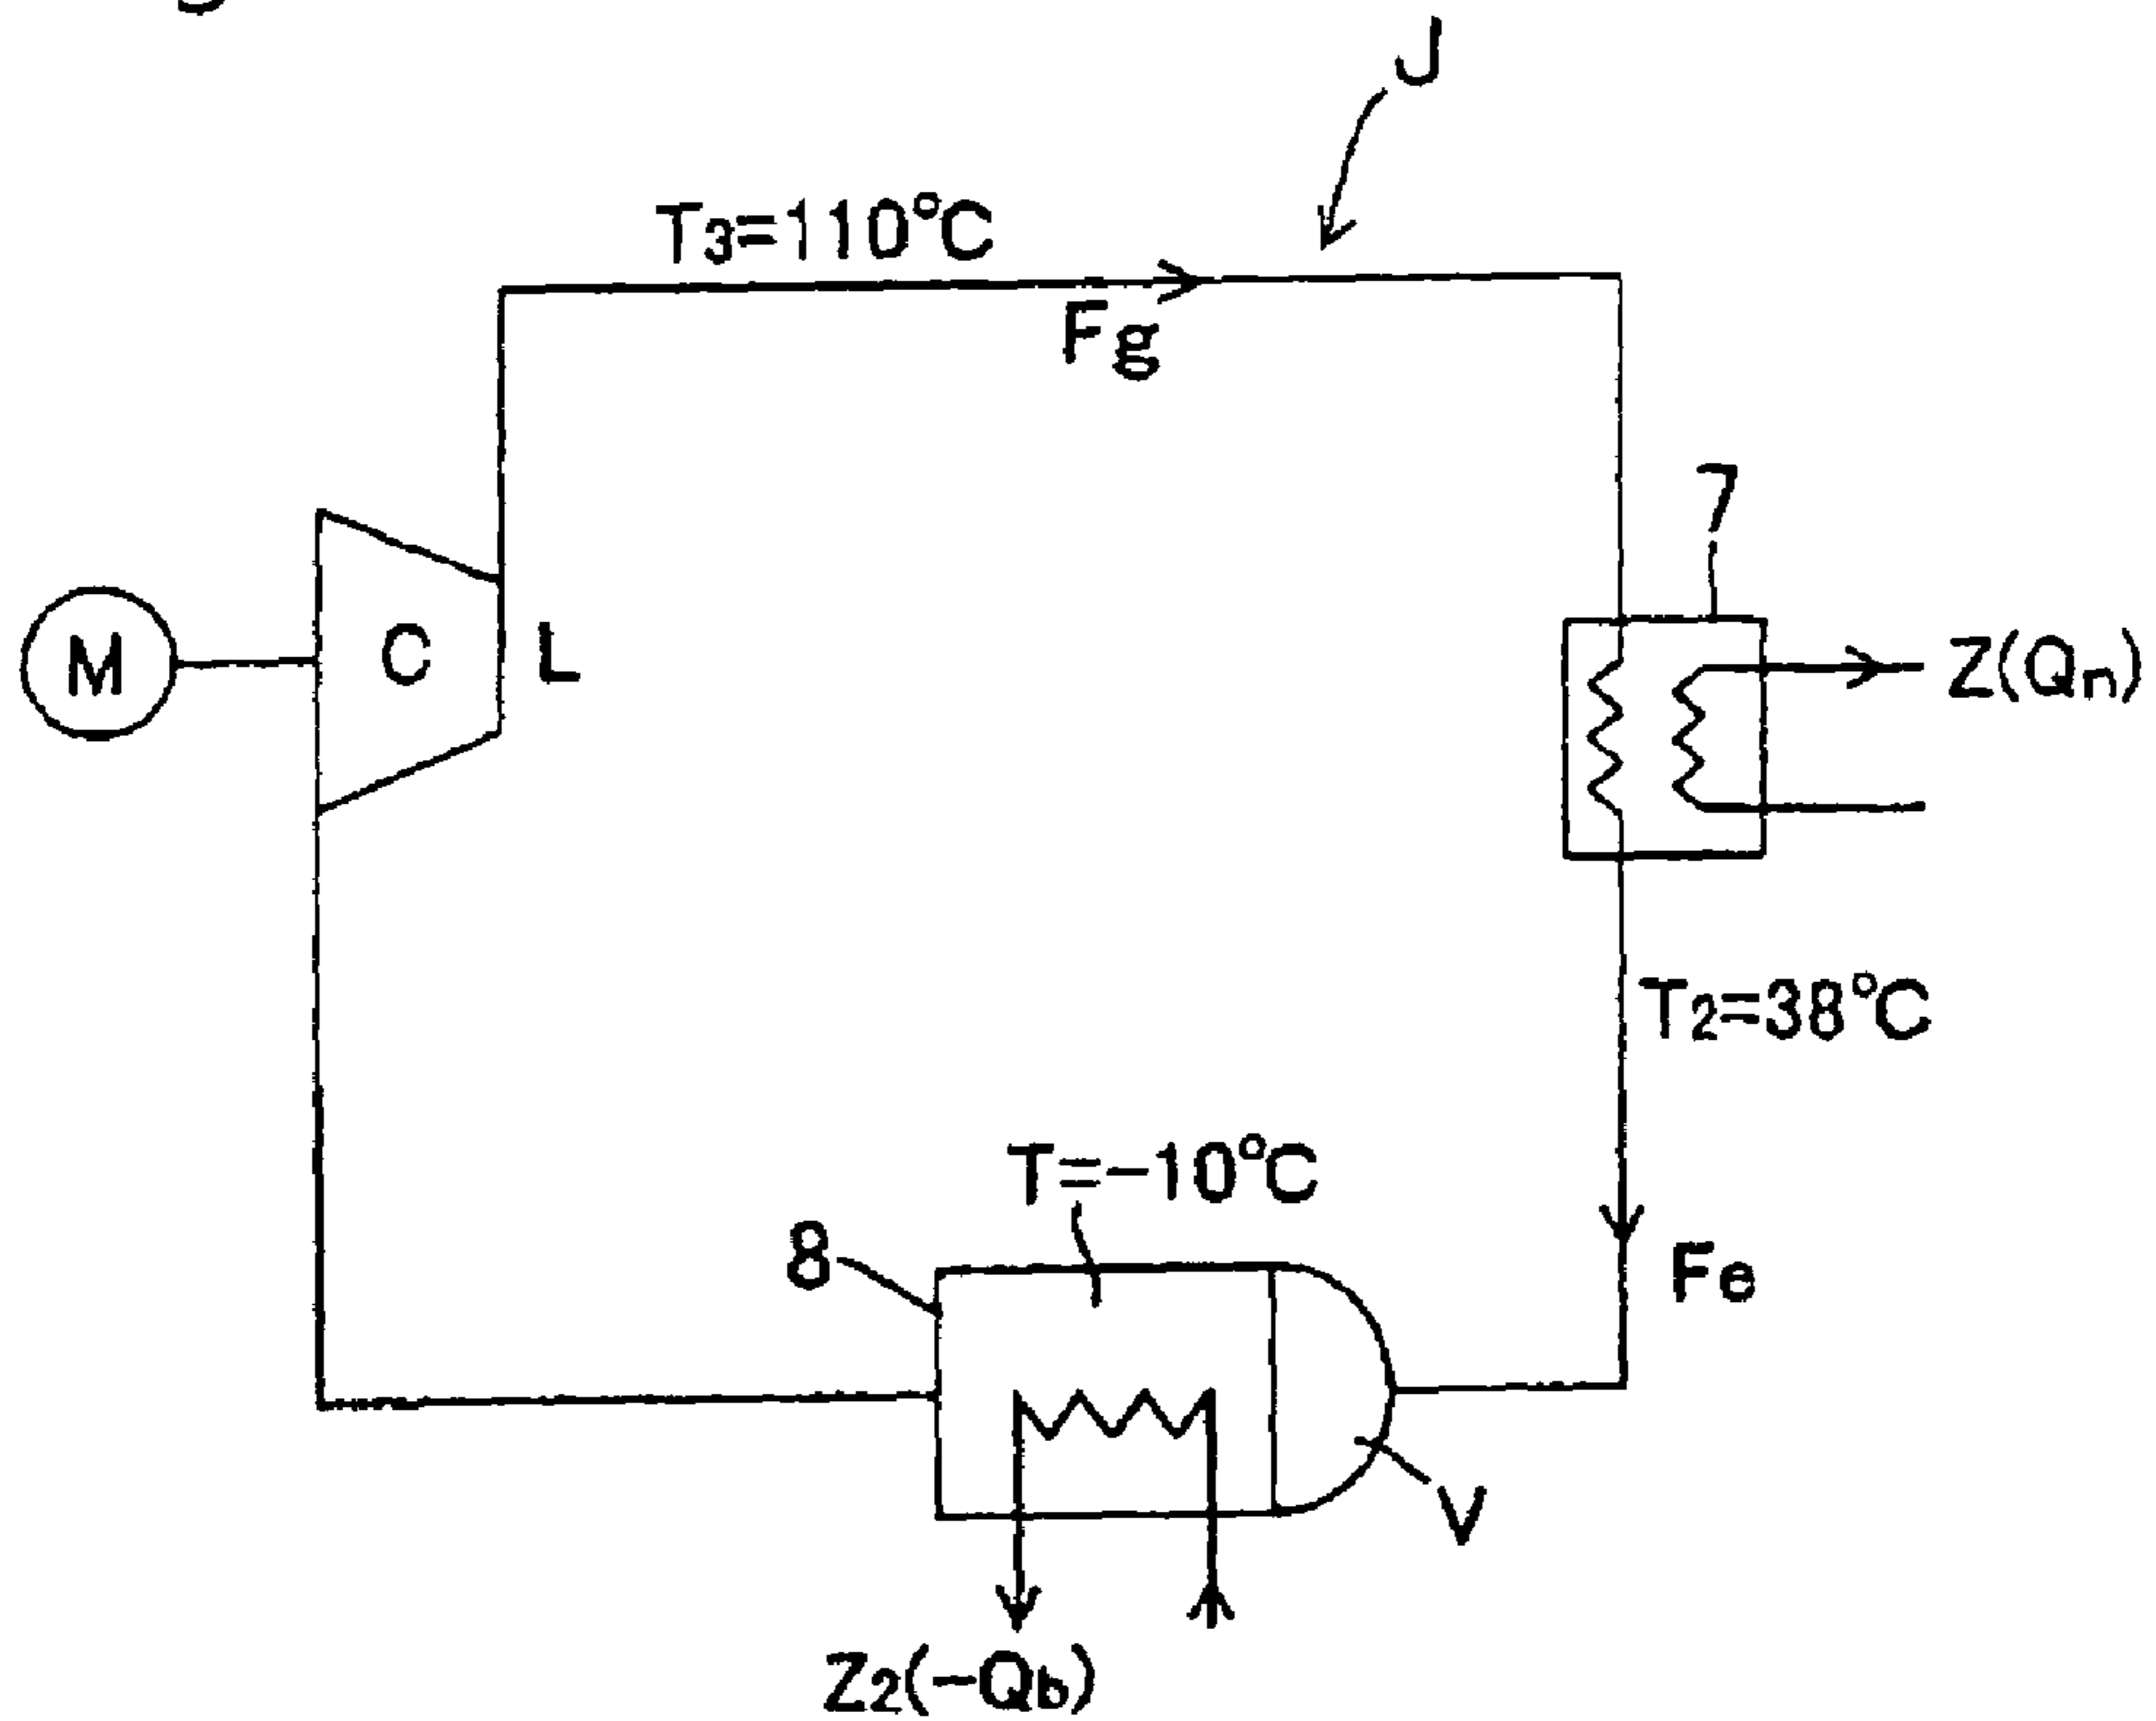 J
T3=110°C
Fg
7
M
C
L
Z(Qn)
T2=38°C
T=-10°C
8
Fe
V
Z2(-Qb)